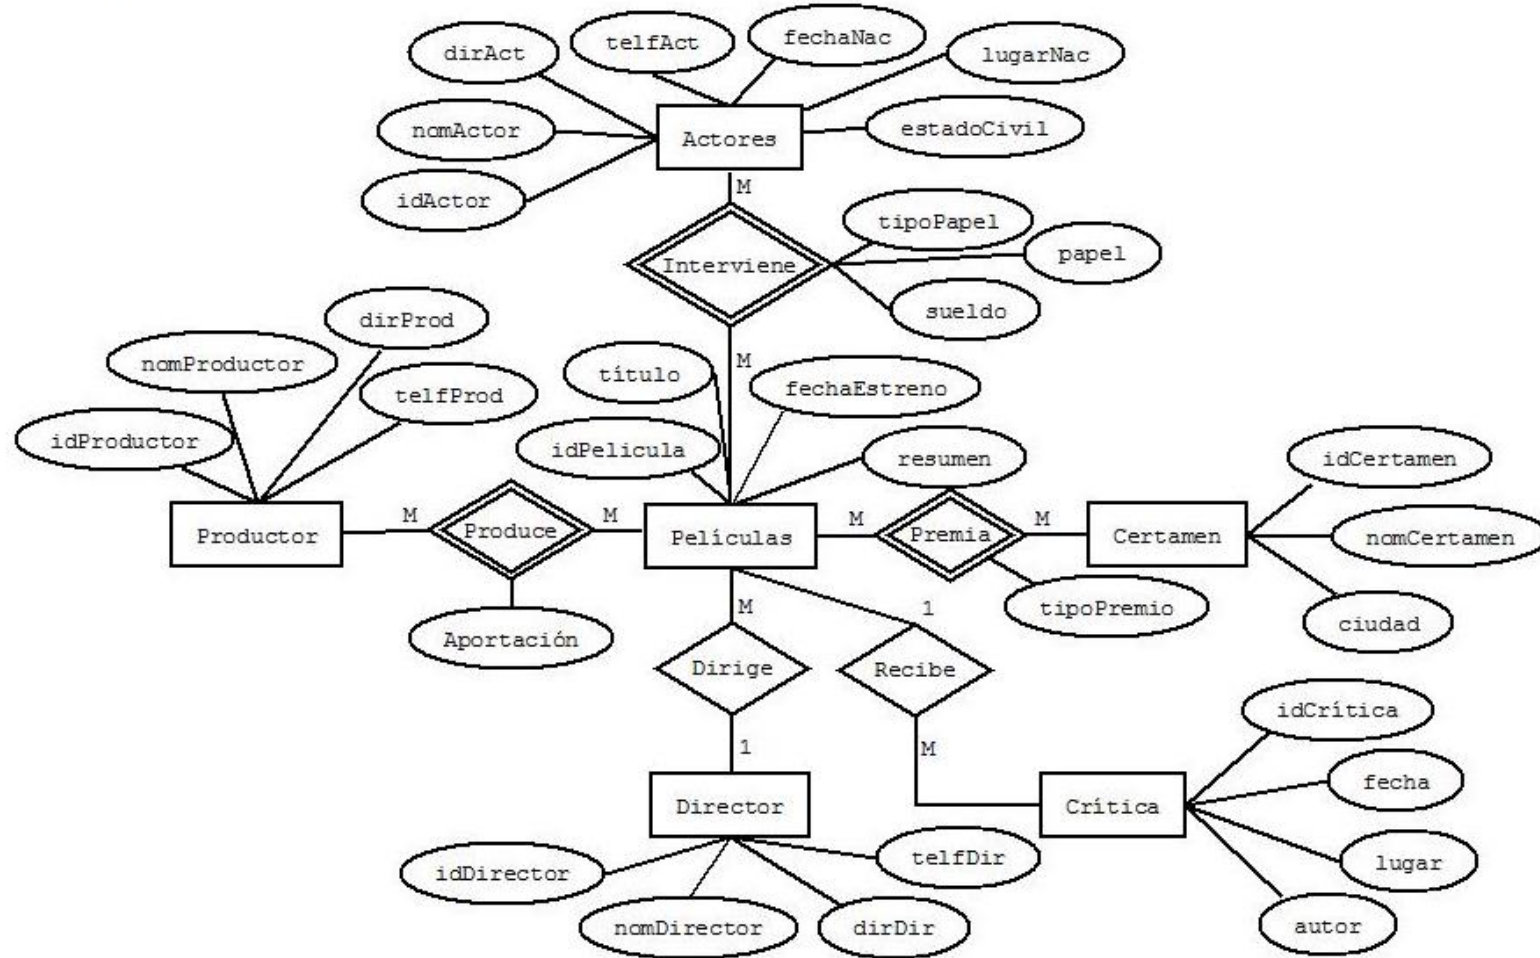 telfAct
fechaNac
dirAct
lugarNac
nomActor
Actores
estadoCivil
idActor
M
tipoPapel
Interviene
papel
sueldo
dirProd
nomProductor
telfProd
título
M
fechaEstreno
idProductor
idPelicula
resumen
idCertamen
Productor
M
Produce
M
Películas
M
Premia
M
Certamen
nomCertamen
Aportación
M
1
tipoPremio
ciudad
Dirige
Recibe
idCrítica
1
M
fecha
Director
Crítica
idDirector
telfDir
lugar
nomDirector
dirDir
autor